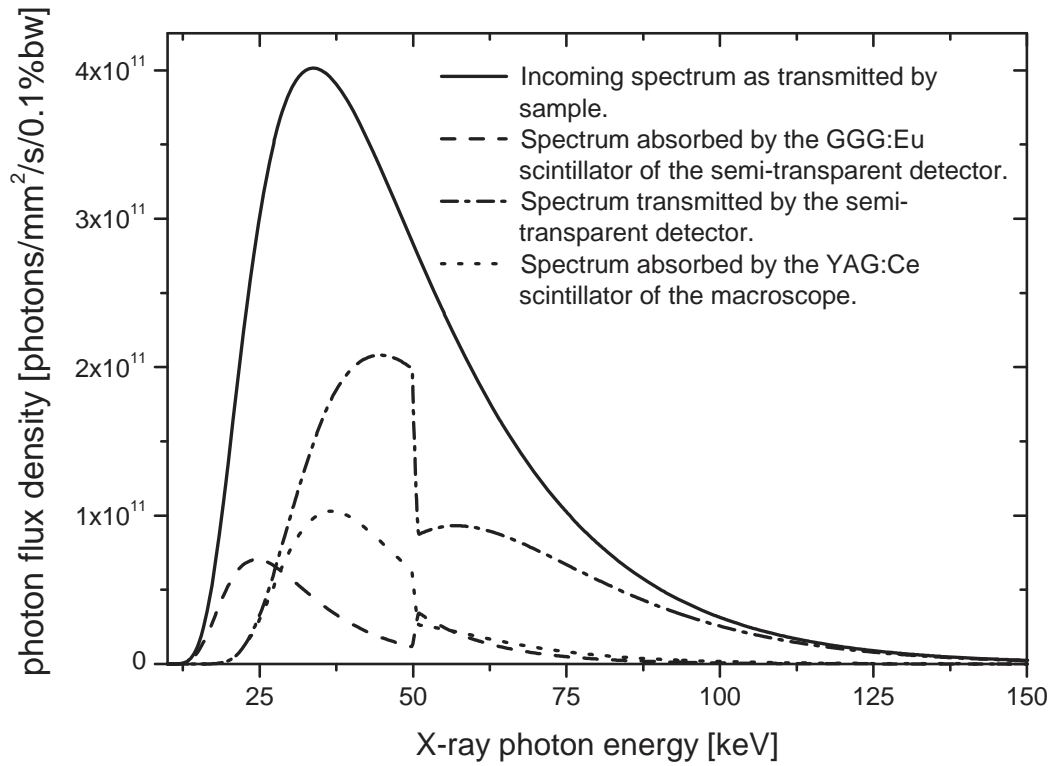 photon flux density [photons/mm²/s/0.1%bw]
4x10¹¹
3x10¹¹
2x10¹¹
1x10¹¹
0
Incoming spectrum as transmitted by
sample.
Spectrum absorbed by the GGG:Eu
scintillator of the semi-transparent detector.
Spectrum transmitted by the semi-
transparent detector.
Spectrum absorbed by the YAG:Ce
scintillator of the macroscope.
25 50 75 100 125 150
X-ray photon energy [keV]